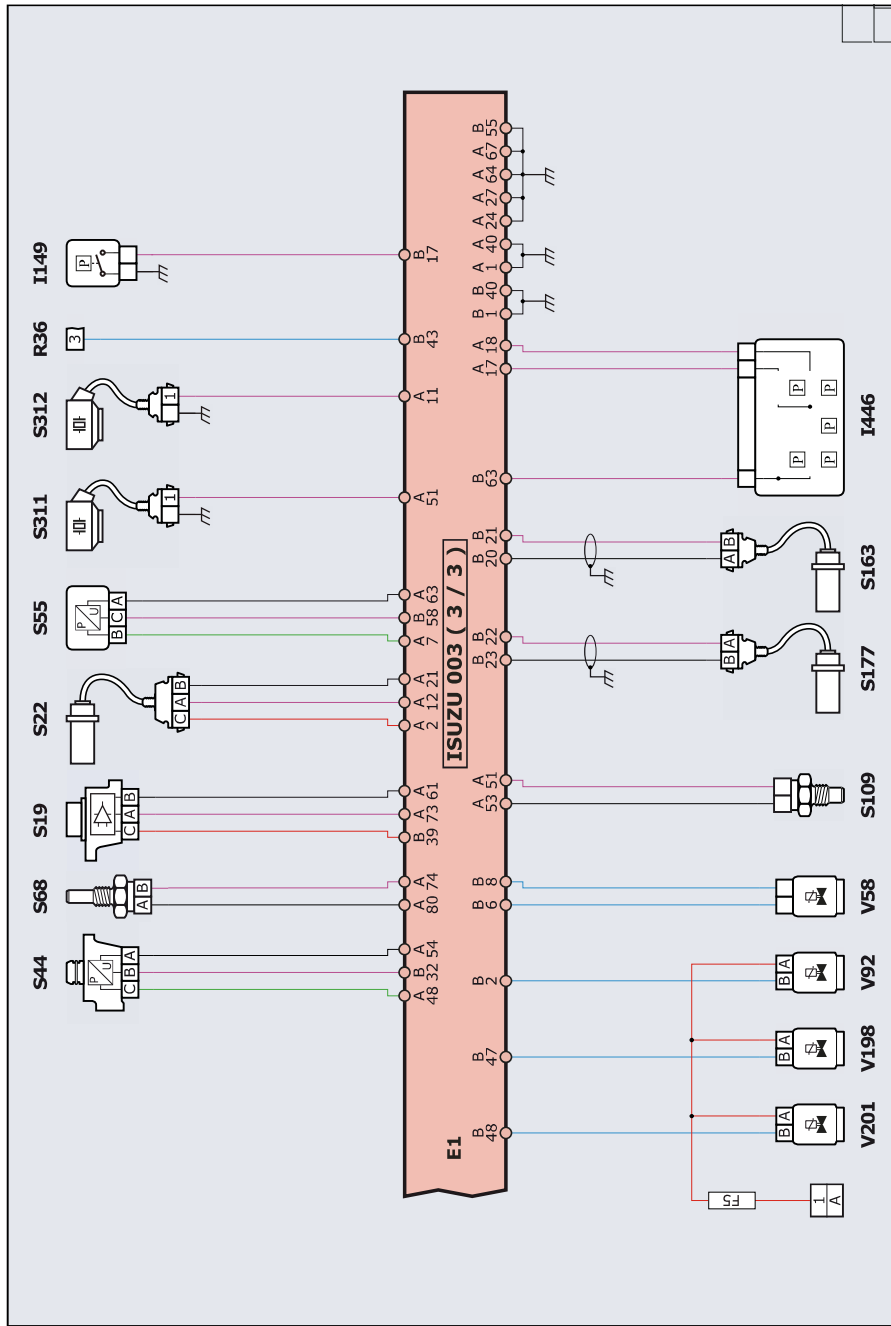 S44 S68 S19 S22 S55 S311 S312 R36 I149
P U P U P
3
C B A A B C A B C A B B C A 1 1
A B A A A B A A A A A A B A A A B B
48 32 54 80 74 39 73 61 2 12 21 7 58 63 51 11 43 17
ISUZU 003 ( 3 / 3 )
E1
B B B B B A A B B B B B A A B B A A A A A A B
48 47 2 6 8 53 51 23 22 20 21 63 17 18 1 40 1 40 24 27 64 67 55
F5
B A B A B A B A A B
P P P P P
1
A
V201 V198 V92 V58 S109 S177 S163 I446